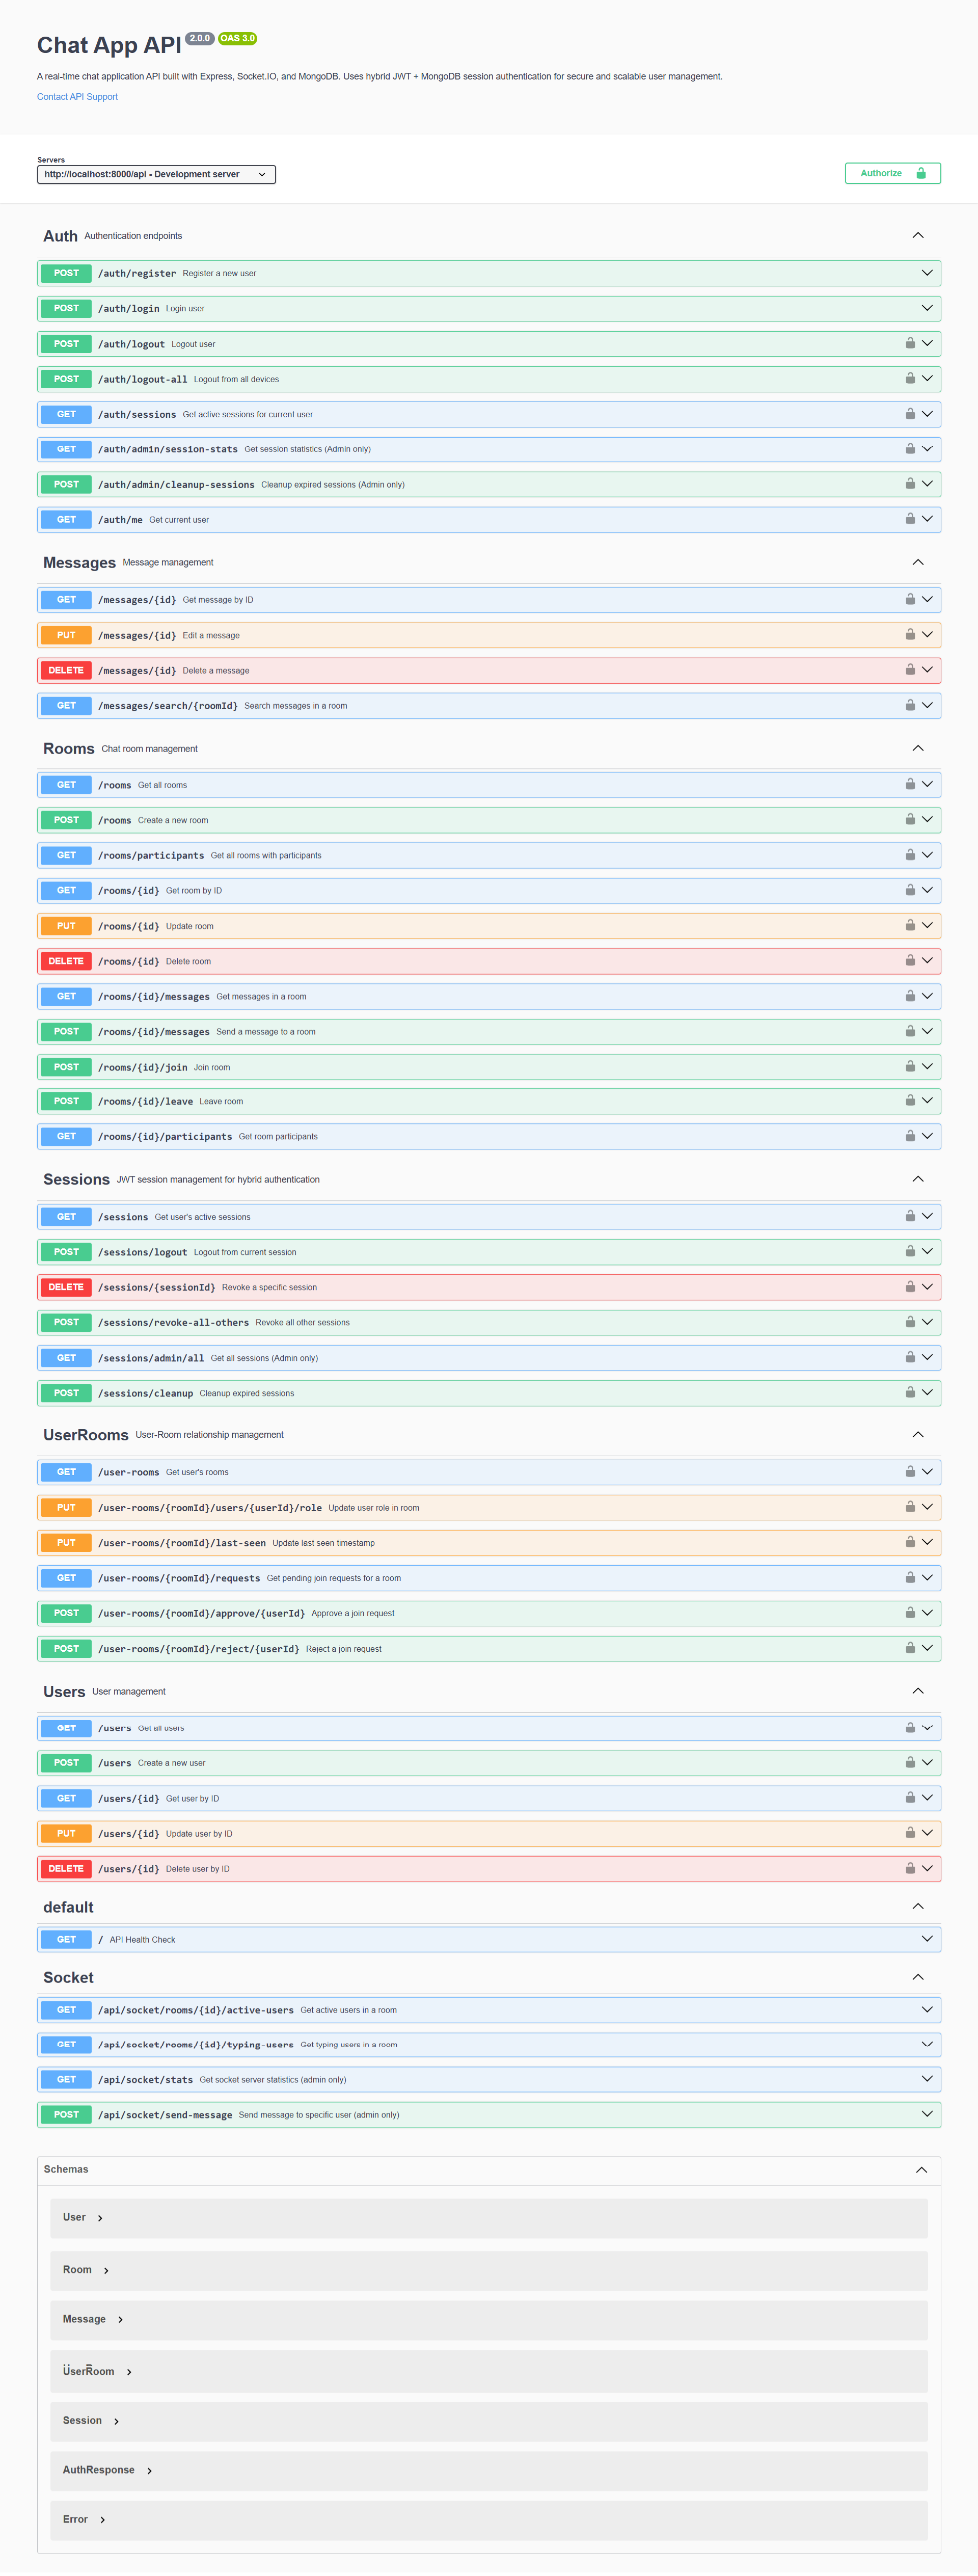 Chat App API 2.0.0 OAS 3.0
A real-time chat application API built with Express, Socket.IO, and MongoDB. Uses hybrid JWT + MongoDB session authentication for secure and scalable user management.
Contact API Support
Servers
http://localhost:8000/api - Development server
Authorize
Auth Authentication endpoints
POST /auth/register Register a new user
POST /auth/login Login user
POST /auth/logout Logout user
POST /auth/logout-all Logout from all devices
GET /auth/sessions Get active sessions for current user
GET /auth/admin/session-stats Get session statistics (Admin only)
POST /auth/admin/cleanup-sessions Cleanup expired sessions (Admin only)
GET /auth/me Get current user
Messages Message management
GET /messages/{id} Get message by ID
PUT /messages/{id} Edit a message
DELETE /messages/{id} Delete a message
GET /messages/search/{roomId} Search messages in a room
Rooms Chat room management
GET /rooms Get all rooms
POST /rooms Create a new room
GET /rooms/participants Get all rooms with participants
GET /rooms/{id} Get room by ID
PUT /rooms/{id} Update room
DELETE /rooms/{id} Delete room
GET /rooms/{id}/messages Get messages in a room
POST /rooms/{id}/messages Send a message to a room
POST /rooms/{id}/join Join room
POST /rooms/{id}/leave Leave room
GET /rooms/{id}/participants Get room participants
Sessions JWT session management for hybrid authentication
GET /sessions Get user's active sessions
POST /sessions/logout Logout from current session
DELETE /sessions/{sessionId} Revoke a specific session
POST /sessions/revoke-all-others Revoke all other sessions
GET /sessions/admin/all Get all sessions (Admin only)
POST /sessions/cleanup Cleanup expired sessions
UserRooms User-Room relationship management
GET /user-rooms Get user's rooms
PUT /user-rooms/{roomId}/users/{userId}/role Update user role in room
PUT /user-rooms/{roomId}/last-seen Update last seen timestamp
GET /user-rooms/{roomId}/requests Get pending join requests for a room
POST /user-rooms/{roomId}/approve/{userId} Approve a join request
POST /user-rooms/{roomId}/reject/{userId} Reject a join request
Users User management
GET /users Get all users
POST /users Create a new user
GET /users/{id} Get user by ID
PUT /users/{id} Update user by ID
DELETE /users/{id} Delete user by ID
default
GET / API Health Check
Socket
GET /api/socket/rooms/{id}/active-users Get active users in a room
GET /api/socket/rooms/{id}/typing-users Get typing users in a room
GET /api/socket/stats Get socket server statistics (admin only)
POST /api/socket/send-message Send message to specific user (admin only)
Schemas
User
Room
Message
UserRoom
Session
AuthResponse
Error